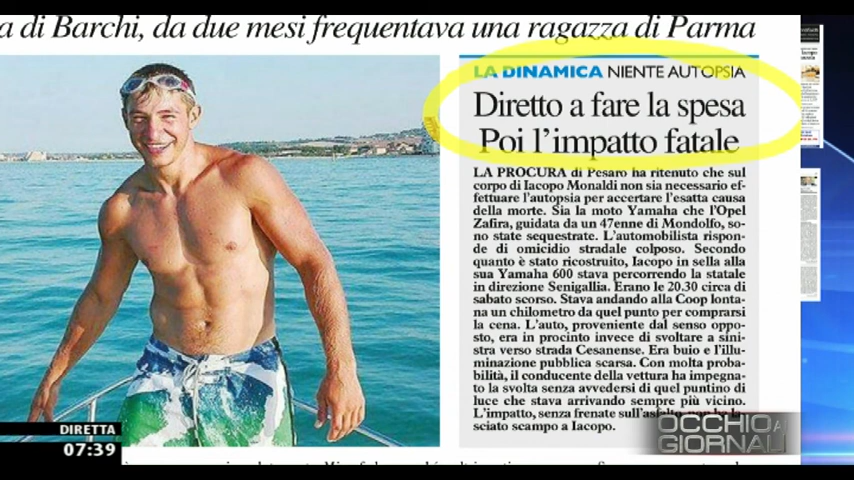 a di Barchi, da due mesi frequentava una ragazza di Parma
LA DINAMICA NIENTE AUTOPSIA
Diretto a fare la spesa
Poi l'impatto fatale
LA PROCURA di Pesaro ha ritenuto che sul
corpo di Iacopo Monaldi non sia necessario ef-
fettuare l'autopsia per accertare l'esatta causa
della morte. Sia la moto Yamaha che l'Opel
Zafira, guidata da un 47enne di Mondolfo, so-
no state sequestrate. L'automobilista rispon-
de di omicidio stradale colposo. Secondo
quanto è stato ricostruito, Iacopo in sella alla
sua Yamaha 600 stava percorrendo la statale
in direzione Senigallia. Erano le 20.30 circa di
sabato scorso. Stava andando alla Coop lonta-
na un chilometro da quel punto per comprarsi
la cena. L'auto, proveniente dal senso oppo-
sto, era in procinto invece di svoltare a sini-
stra verso strada Cesanense. Era buio e l'illu-
minazione pubblica scarsa. Con molta proba-
bilità, il conducente della vettura ha impegna-
to la svolta senza avvedersi di quel puntino di
luce che stava arrivando sempre più vicino.
L'impatto, senza frenate sull'asfalto, non ha la-
sciato scampo a Iacopo.
OCCHIO AI
GIORNALI
DIRETTA
07:39